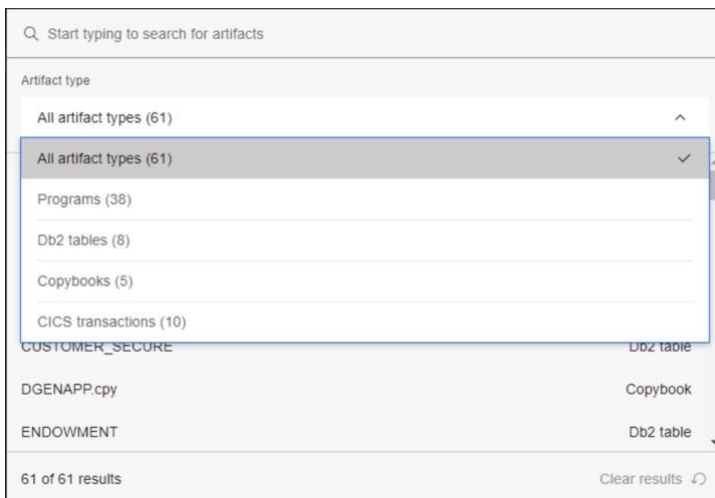 Start typing to search for artifacts
Artifact type
All artifact types (61)
All artifact types (61)
Programs (38)
Db2 tables (8)
Copybooks (5)
CICS transactions (10)
CUSTOMER_SECURE Db2 table
DGENAPP.cpy Copybook
ENDOWMENT Db2 table
61 of 61 results Clear results